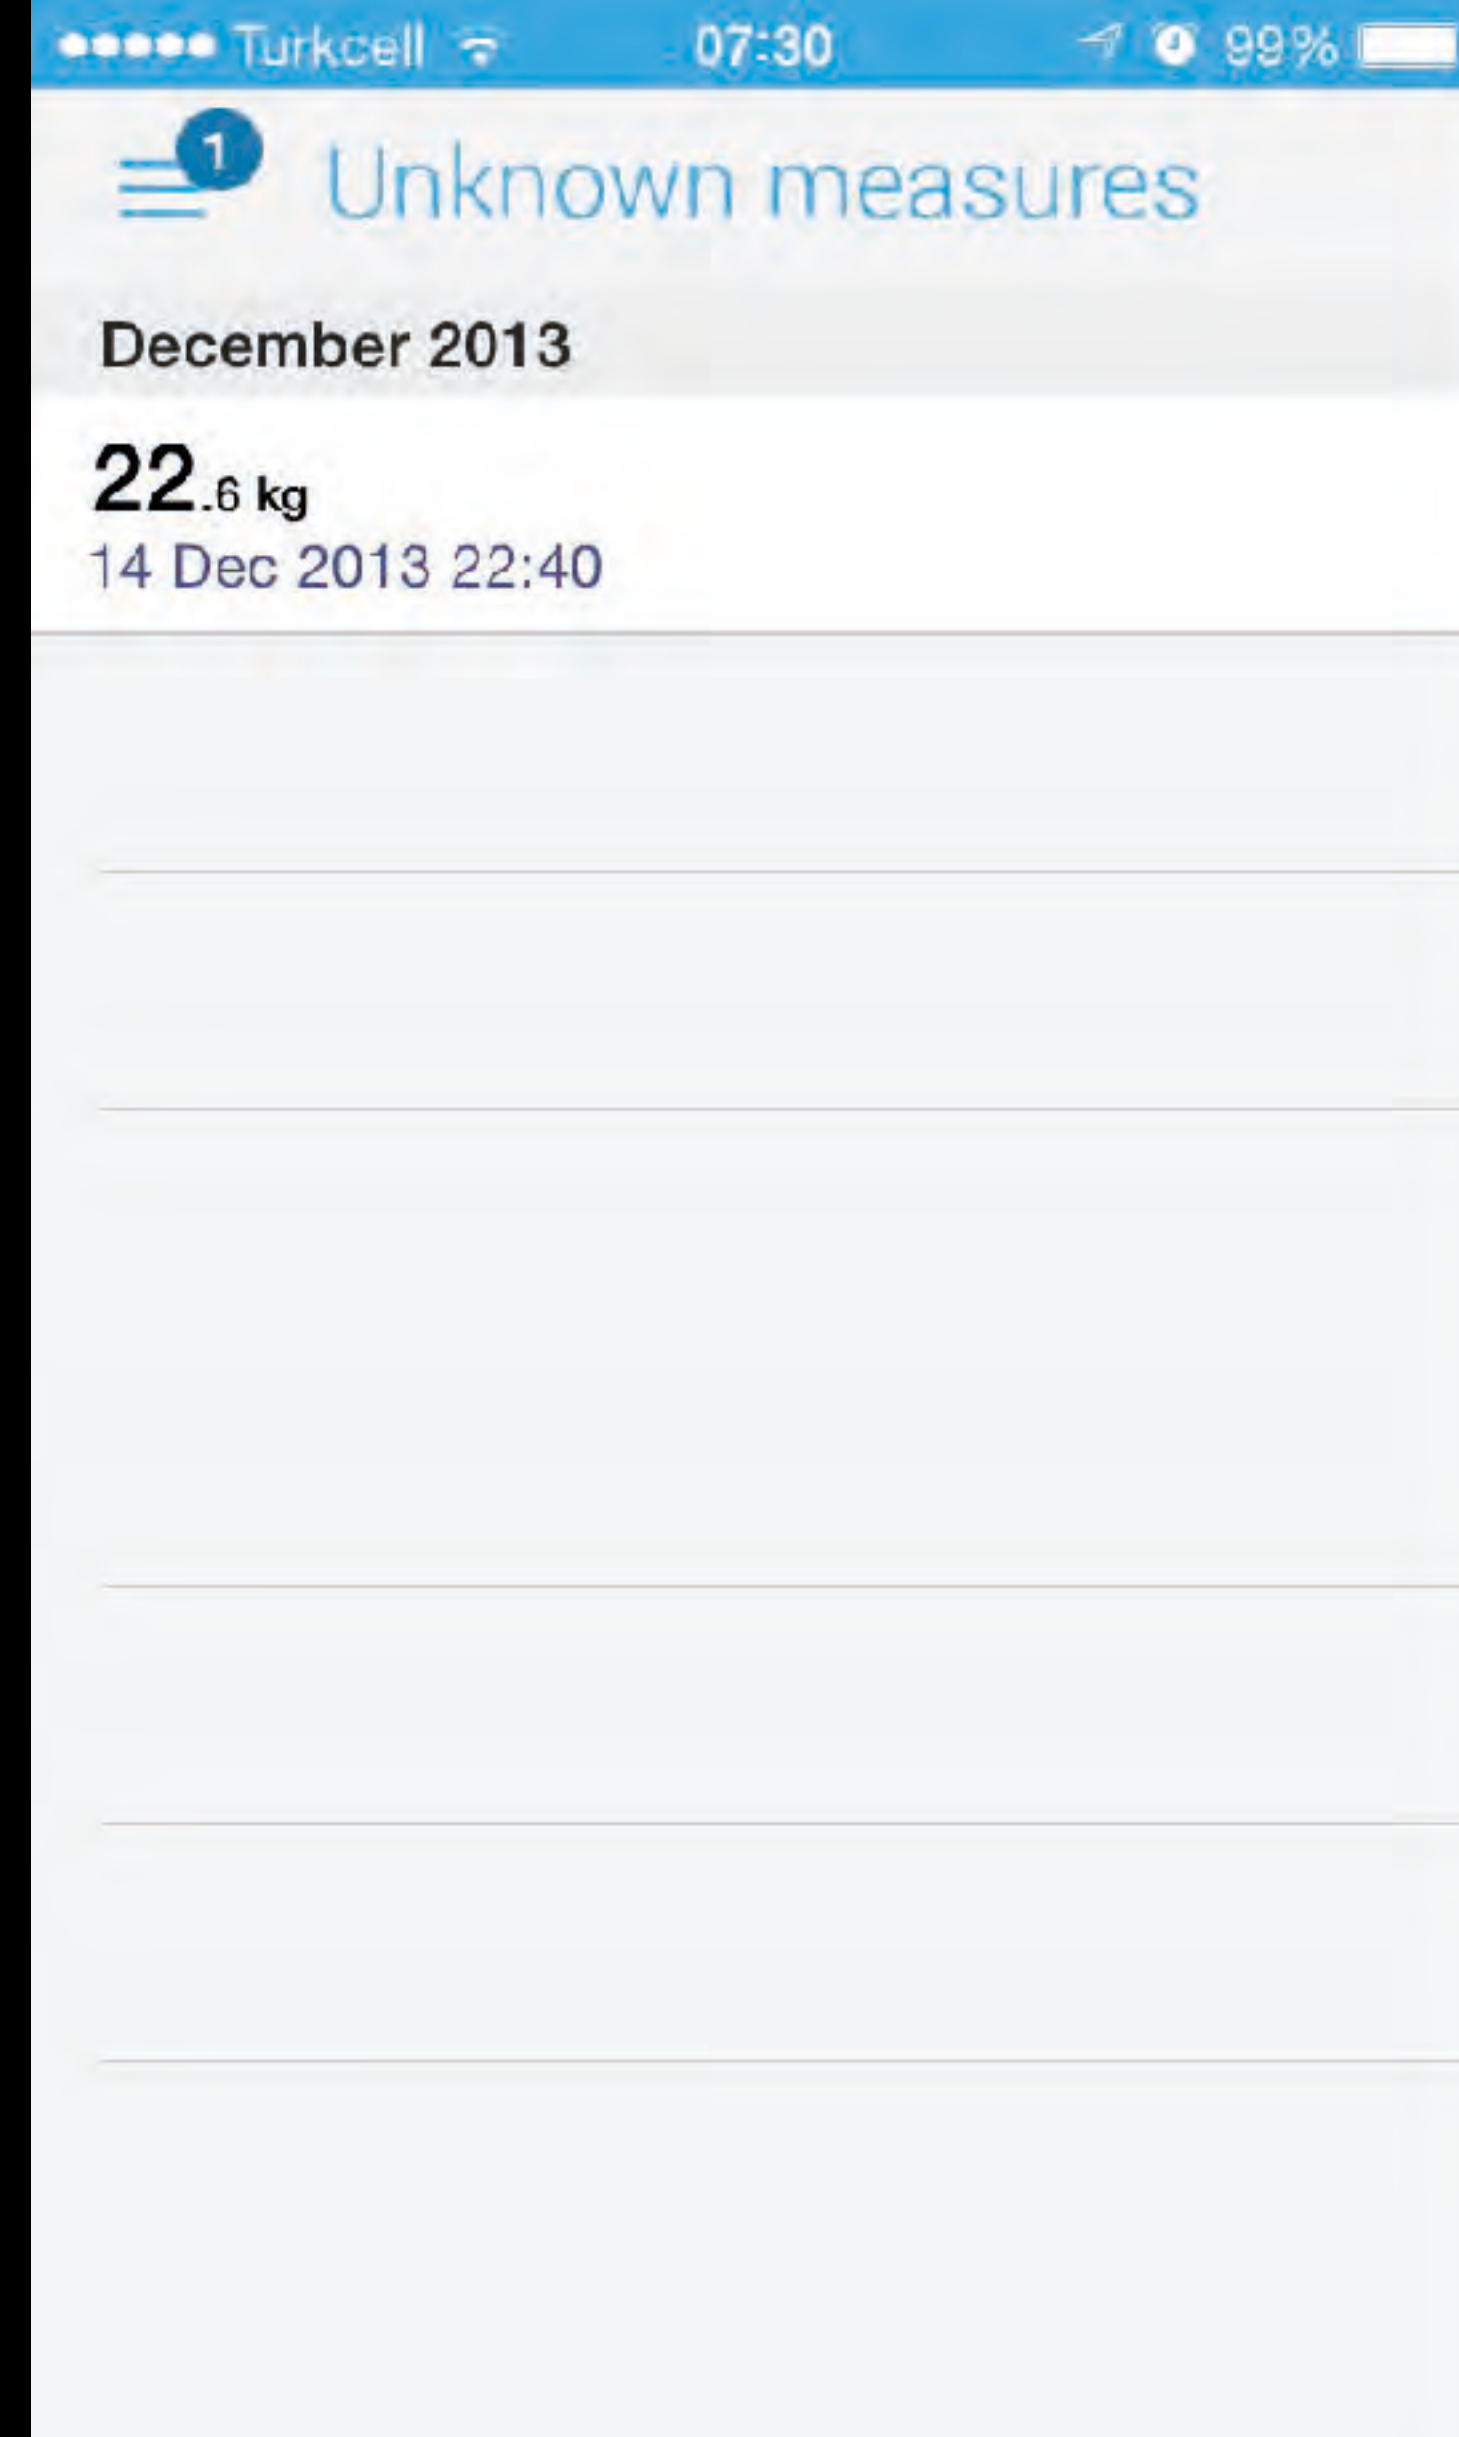 Turkcell 07:30 99%
1 Unknown measures
December 2013
22.6 kg
14 Dec 2013 22:40